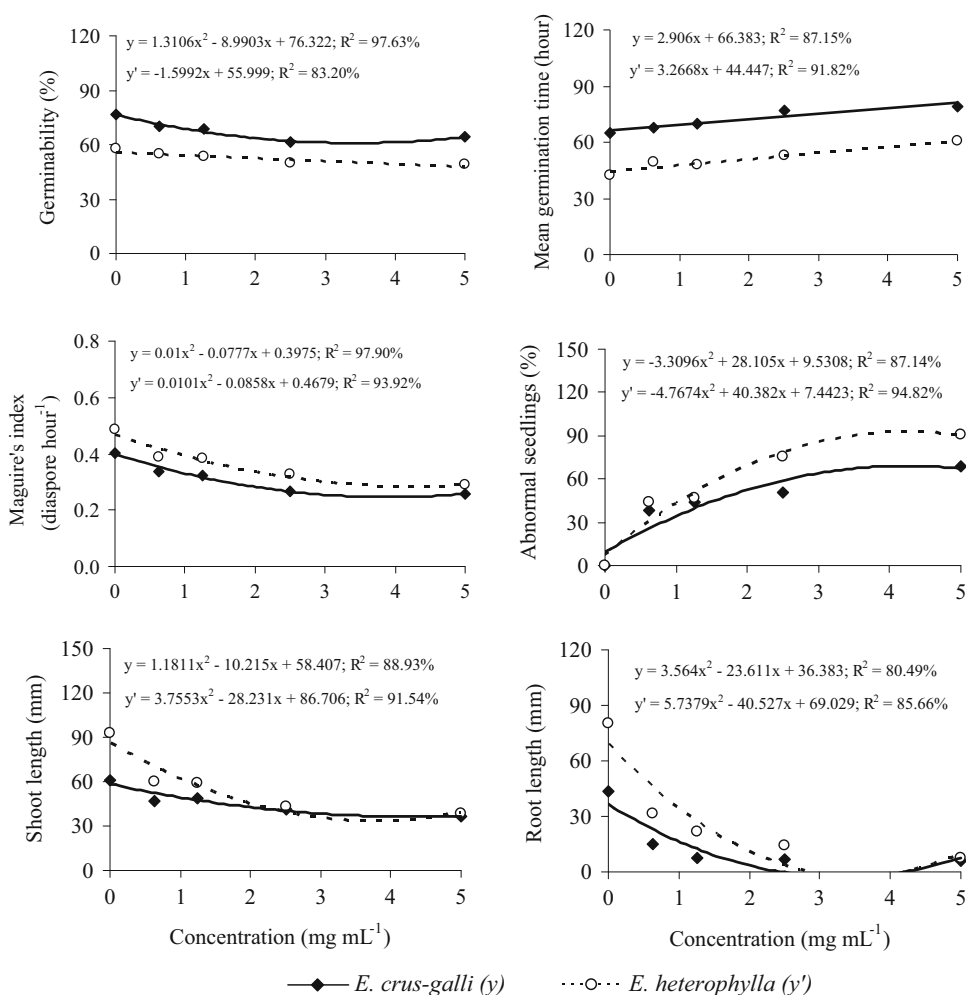 y = 1.3106x² - 8.9903x + 76.322; R² = 97.63%
y' = -1.5992x + 55.999; R² = 83.20%
Germinability (%)
120
90
60
30
0
0 1 2 3 4 5
y = 2.906x + 66.383; R² = 87.15%
y' = 3.2668x + 44.447; R² = 91.82%
Mean germination time (hour)
120
90
60
30
0
0 1 2 3 4 5
y = 0.01x² - 0.0777x + 0.3975; R² = 97.90%
y' = 0.0101x² - 0.0858x + 0.4679; R² = 93.92%
Maguire's index
(diaspore hour⁻¹)
0.8
0.6
0.4
0.2
0.0
0 1 2 3 4 5
y = -3.3096x² + 28.105x + 9.5308; R² = 87.14%
y' = -4.7674x² + 40.382x + 7.4423; R² = 94.82%
Abnormal seedlings (%)
150
120
90
60
30
0
0 1 2 3 4 5
y = 1.1811x² - 10.215x + 58.407; R² = 88.93%
y' = 3.7553x² - 28.231x + 86.706; R² = 91.54%
Shoot length (mm)
150
120
90
60
30
0
0 1 2 3 4 5
Concentration (mg mL⁻¹)
y = 3.564x² - 23.611x + 36.383; R² = 80.49%
y' = 5.7379x² - 40.527x + 69.029; R² = 85.66%
Root length (mm)
120
90
60
30
0
0 1 2 3 4 5
Concentration (mg mL⁻¹)
E. crus-galli (y) E. heterophylla (y')